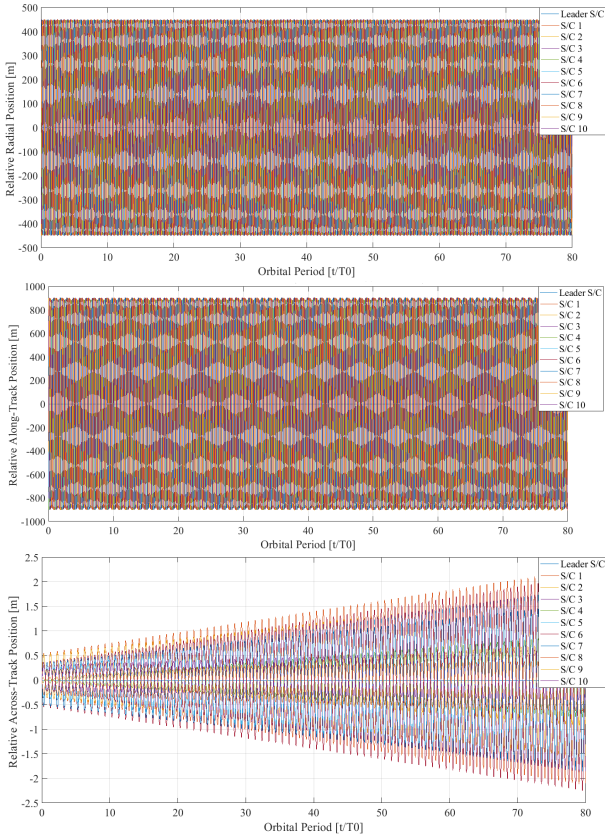 500
400
300
200
100
0
-100
-200
-300
-400
-500
Relative Radial Position [m]
0 10 20 30 40 50 60 70 80
Orbital Period [t/T0]
Leader S/C
S/C 1
S/C 2
S/C 3
S/C 4
S/C 5
S/C 6
S/C 7
S/C 8
S/C 9
S/C 10
1000
800
600
400
200
0
-200
-400
-600
-800
-1000
Relative Along-Track Position [m]
0 10 20 30 40 50 60 70 80
Orbital Period [t/T0]
Leader S/C
S/C 1
S/C 2
S/C 3
S/C 4
S/C 5
S/C 6
S/C 7
S/C 8
S/C 9
S/C 10
2.5
2
1.5
1
0.5
0
-0.5
-1
-1.5
-2
-2.5
Relative Across-Track Position [m]
0 10 20 30 40 50 60 70 80
Orbital Period [t/T0]
Leader S/C
S/C 1
S/C 2
S/C 3
S/C 4
S/C 5
S/C 6
S/C 7
S/C 8
S/C 9
S/C 10